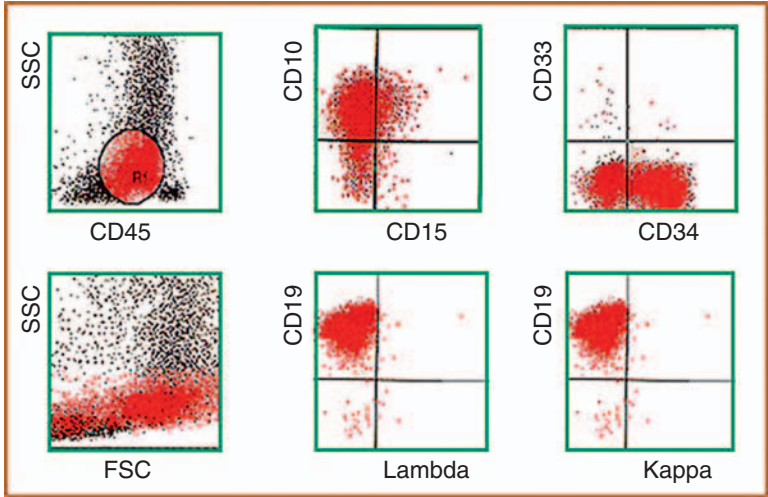 SSC
CD45
CD10
CD15
CD33
CD34
R1
SSC
FSC
CD19
Lambda
CD19
Kappa